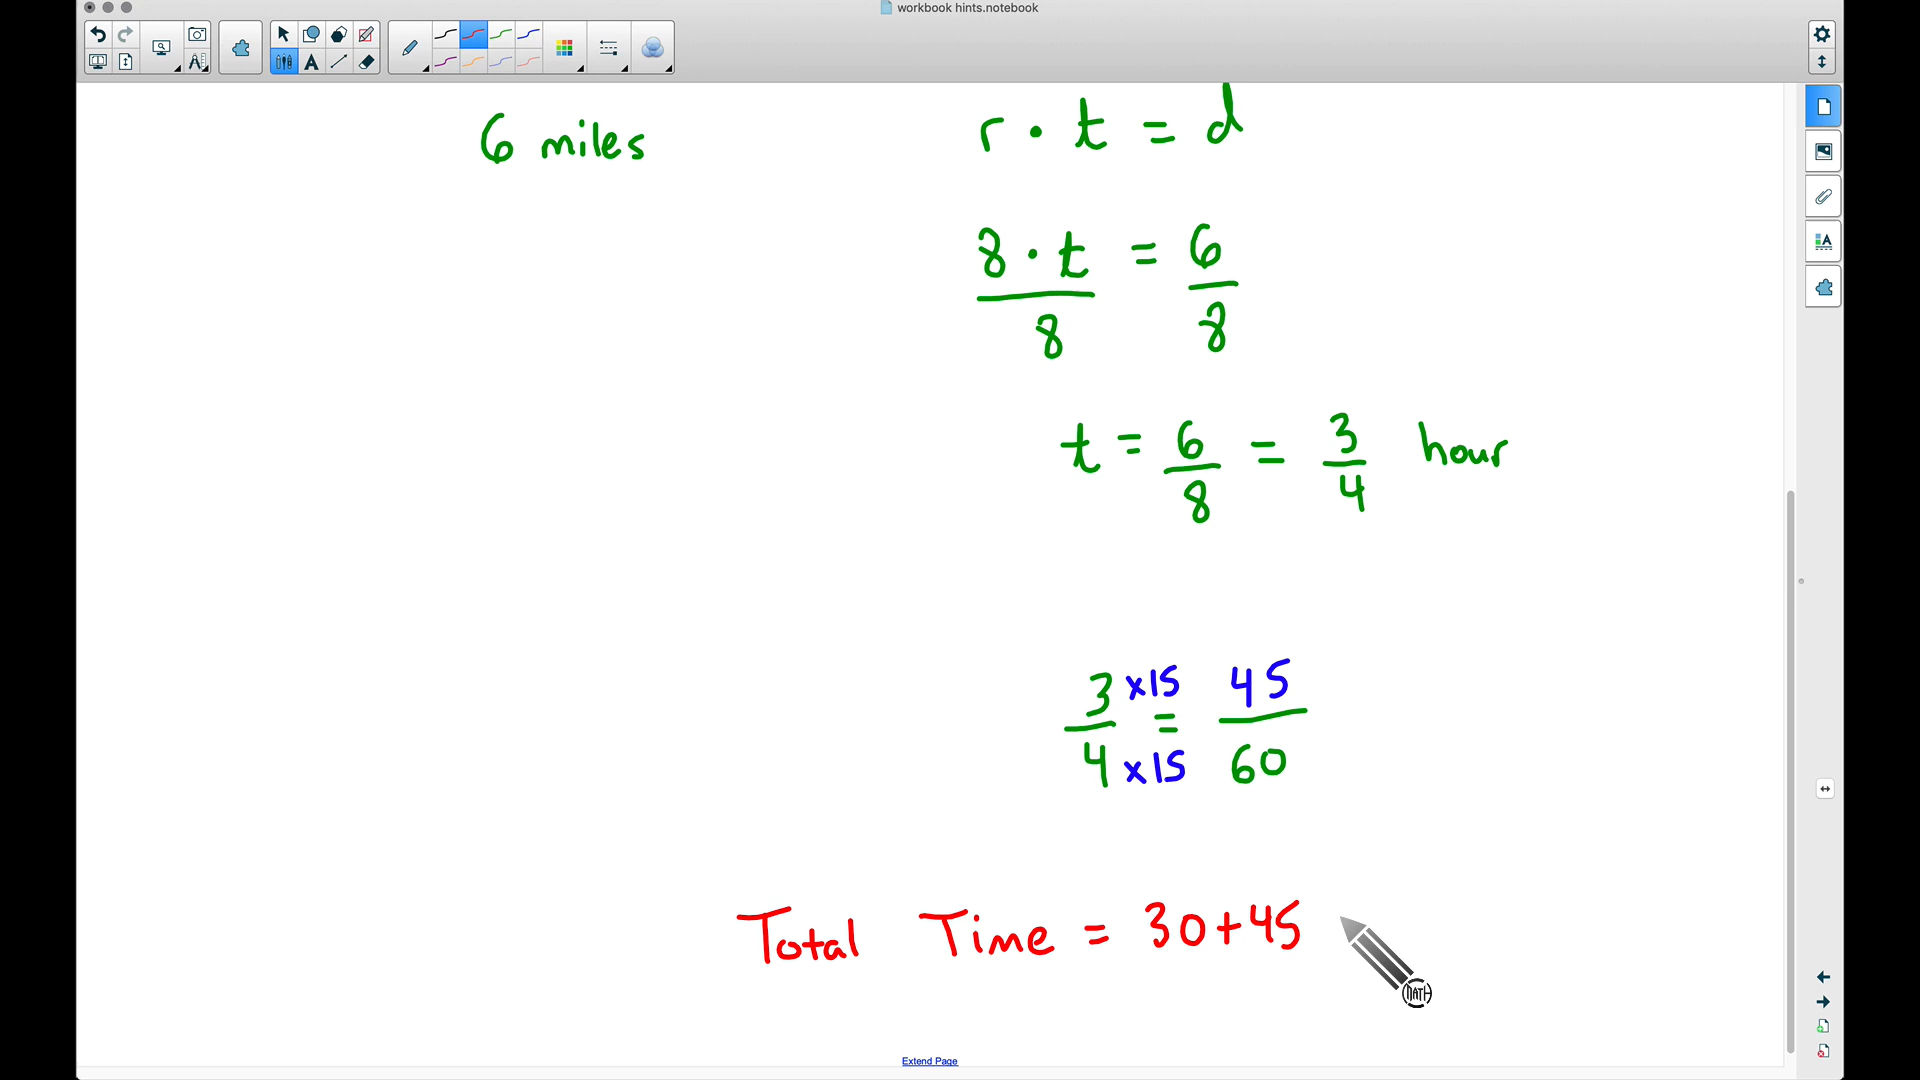 workbook hints.notebook
6 miles
r · t = d
8 · t = 6
8 8
t = 6/8 = 3/4 hour
3 x15 45
=
4 x15 60
Total Time = 30+45
MATH
Extend Page